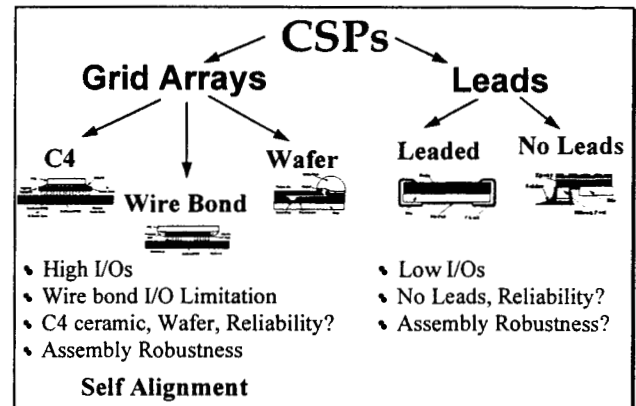 CSPs
Grid Arrays
Leads
C4
Wire Bond
Wafer
Leaded
No Leads
High I/Os
Wire bond I/O Limitation
C4 ceramic, Wafer, Reliability?
Assembly Robustness
Self Alignment
Low I/Os
No Leads, Reliability?
Assembly Robustness?